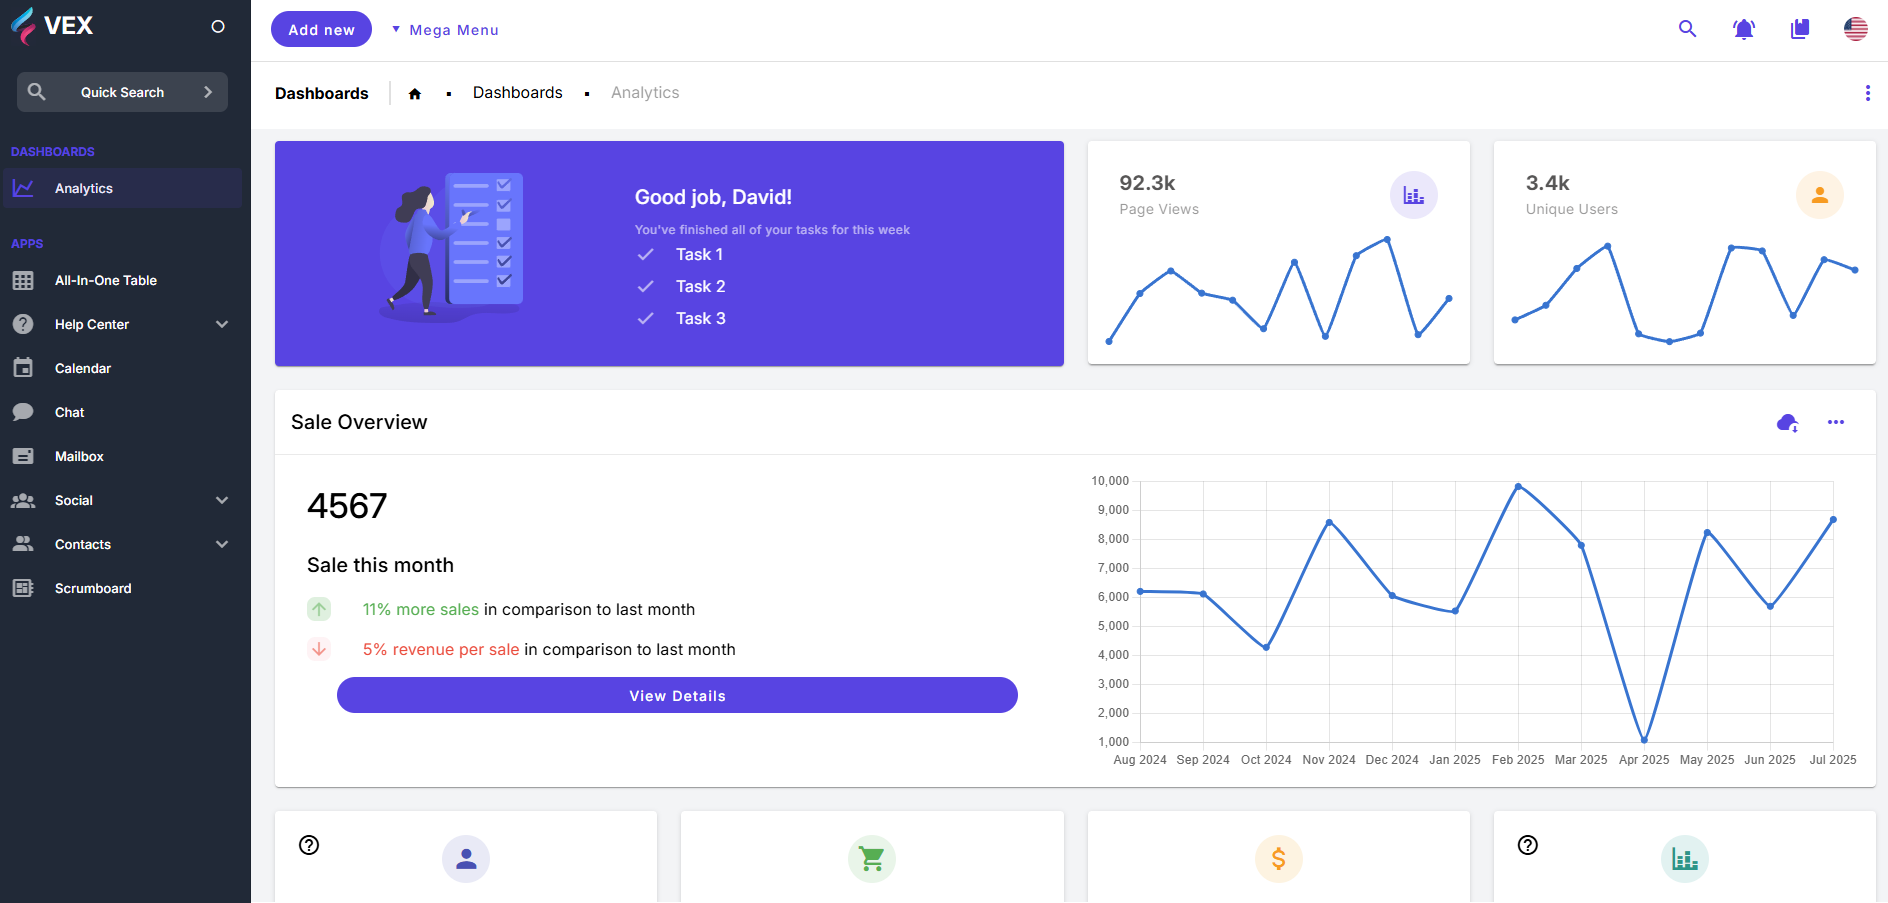 VEX
Add new
Mega Menu
Quick Search
Dashboards
Dashboards
Analytics
DASHBOARDS
Analytics
APPS
All-In-One Table
Help Center
Calendar
Chat
Mailbox
Social
Contacts
Scrumboard
Good job, David!
You've finished all of your tasks for this week
Task 1
Task 2
Task 3
92.3k
Page Views
3.4k
Unique Users
Sale Overview
4567
Sale this month
11% more sales in comparison to last month
5% revenue per sale in comparison to last month
View Details
10,000
9,000
8,000
7,000
6,000
5,000
4,000
3,000
2,000
1,000
Aug 2024 Sep 2024 Oct 2024 Nov 2024 Dec 2024 Jan 2025 Feb 2025 Mar 2025 Apr 2025 May 2025 Jun 2025 Jul 2025